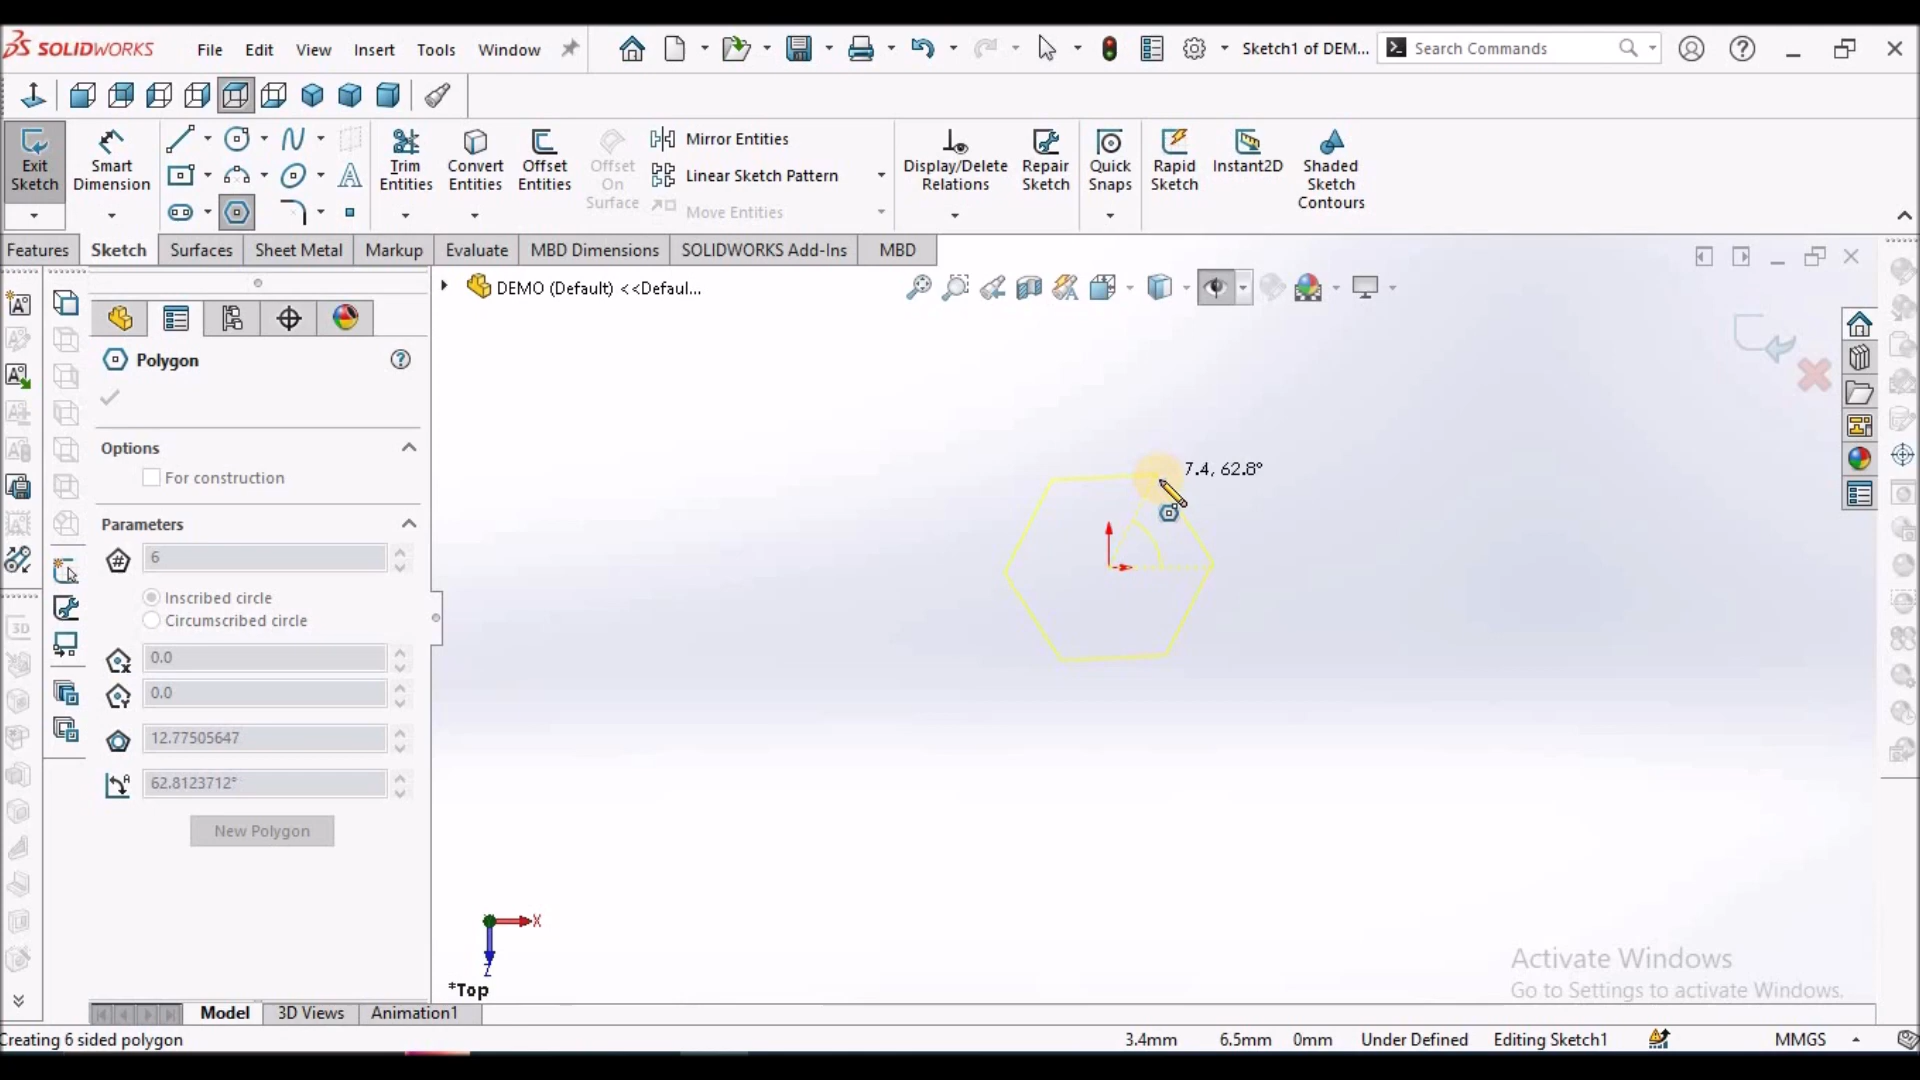 SOLIDWORKS File Edit View Insert Tools Window Sketch1 of DEM... Search Commands
Exit Sketch
Smart Dimension
Trim Entities
Convert Entities
Offset Entities
Offset On Surface
Mirror Entities
Linear Sketch Pattern
Move Entities
Display/Delete Relations
Repair Sketch
Quick Snaps
Rapid Sketch
Instant2D
Shaded Sketch Contours
Features Sketch Surfaces Sheet Metal Markup Evaluate MBD Dimensions SOLIDWORKS Add-Ins MBD
DEMO (Default) <<Defaul...
Polygon
Options
For construction
Parameters
6
Inscribed circle
Circumscribed circle
0.0
0.0
12.77505647
62.8123712°
New Polygon
7.4, 62.8°
X
Z
*Top
3D
Activate Windows
Go to Settings to activate Windows.
Model 3D Views Animation1
Creating 6 sided polygon 3.4mm 6.5mm 0mm Under Defined Editing Sketch1 MMGS